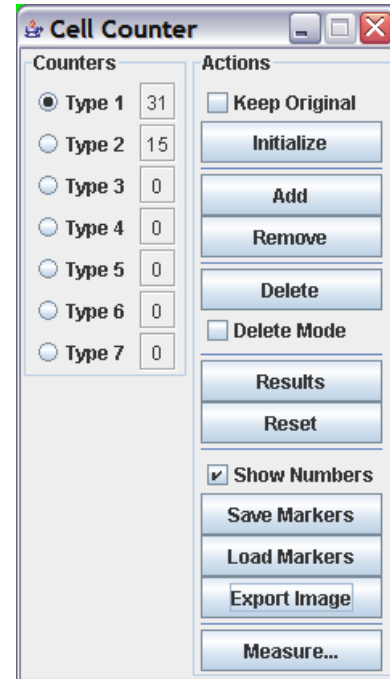 Cell Counter
Counters
Type 1 31
Type 2 15
Type 3 0
Type 4 0
Type 5 0
Type 6 0
Type 7 0
Actions
Keep Original
Initialize
Add
Remove
Delete
Delete Mode
Results
Reset
Show Numbers
Save Markers
Load Markers
Export Image
Measure...